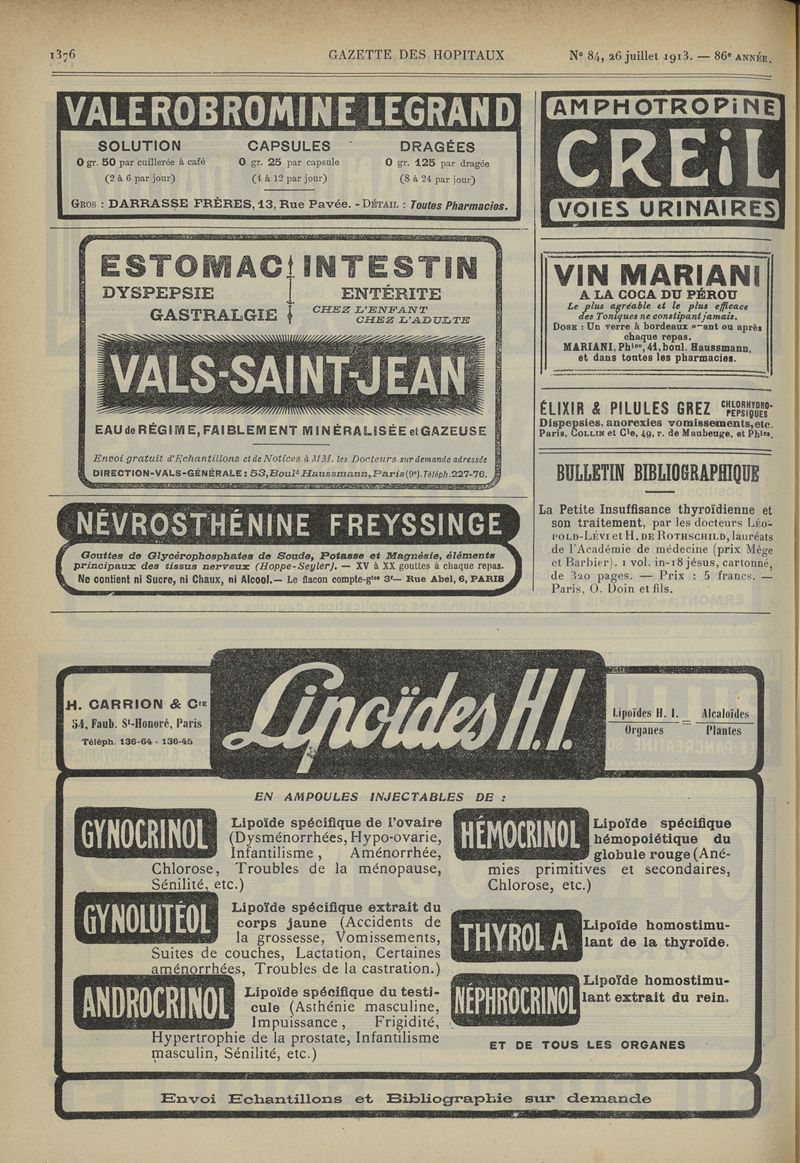 1376
GAZETTE DES HOPITAUX
Nº 84, 26 juillet 1913. — 86e ANNÉE.
VALEROBROMINE LEGRAND
SOLUTION
0 gr. 50 par cuillerée à café
(2 à 6 par jour)
CAPSULES
0 gr. 25 par capsule
(4 à 12 par jour)
DRAGÉES
0 gr. 125 par dragée
(8 à 24 par jour)
GROS : DARRASSE FRÈRES, 13, Rue Pavée. - DÉTAIL : Toutes Pharmacies.
ESTOMAC INTESTIN
DYSPEPSIE
GASTRALGIE
ENTÉRITE
CHEZ L'ENFANT
CHEZ L'ADULTE
VALS-SAINT-JEAN
EAU de RÉGIME, FAIBLEMENT MINÉRALISÉE et GAZEUSE
Envoi gratuit d'Echantillons et de Notices à MM. les Docteurs sur demande adressée
DIRECTION-VALS-GÉNÉRALE : 53, Boul^d Haussmann, Paris (9e). Téléph. 227-76.
NÉVROSTHÉNINE FREYSSINGE
Gouttes de Glycérophosphates de Soude, Potasse et Magnésie, éléments
principaux des tissus nerveux (Hoppe-Seyler). — XV à XX gouttes à chaque repas.
Ne contient ni Sucre, ni Chaux, ni Alcool. — Le flacon compte-g^tes 3f — Rue Abel, 6, PARIS
AMPHOTROPiNE
CREiL
VOIES URINAIRES
VIN MARIANI
A LA COCA DU PÉROU
Le plus agréable et le plus efficace
des Toniques ne constipant jamais.
DOSE : Un verre à bordeaux avant ou après
chaque repas.
MARIANI, Ph^ien, 41, boul. Haussmann,
et dans toutes les pharmacies.
ÉLIXIR & PILULES GREZ CHLORHYDRO-
PEPSIQUES
Dispepsies, anorexies vomissements, etc.
Paris, COLLIN et C^ie, 49, r. de Maubeuge, et Ph^ies.
BULLETIN BIBLIOGRAPHIQUE
La Petite Insuffisance thyroïdienne et
son traitement, par les docteurs LÉO-
POLD-LÉVI et H. DE ROTHSCHILD, lauréats
de l'Académie de médecine (prix Mège
et Barbier). 1 vol. in-18 jésus, cartonné,
de 320 pages. — Prix : 5 francs. —
Paris, O. Doin et fils.
H. CARRION & C^IE
54, Faub. S^t-Honoré, Paris
Téléph. 136-64 - 136-45
Lipoïdes H.I.
Lipoïdes H. I. = Alcaloïdes
Organes Plantes
EN AMPOULES INJECTABLES DE :
GYNOCRINOL
Lipoïde spécifique de l'ovaire
(Dysménorrhées, Hypo-ovarie,
Infantilisme, Aménorrhée,
Chlorose, Troubles de la ménopause,
Sénilité, etc.)
GYNOLUTÉOL
Lipoïde spécifique extrait du
corps jaune (Accidents de
la grossesse, Vomissements,
Suites de couches, Lactation, Certaines
aménorrhées, Troubles de la castration.)
ANDROCRINOL
Lipoïde spécifique du testi-
cule (Asthénie masculine,
Impuissance, Frigidité,
Hypertrophie de la prostate, Infantilisme
masculin, Sénilité, etc.)
HÉMOCRINOL
Lipoïde spécifique
hémopoiétique du
globule rouge (Ané-
mies primitives et secondaires,
Chlorose, etc.)
THYROL A
Lipoïde homostimu-
lant de la thyroïde.
NÉPHROCRINOL
Lipoïde homostimu-
lant extrait du rein.
ET DE TOUS LES ORGANES
Envoi Echantillons et Bibliographie sur demande